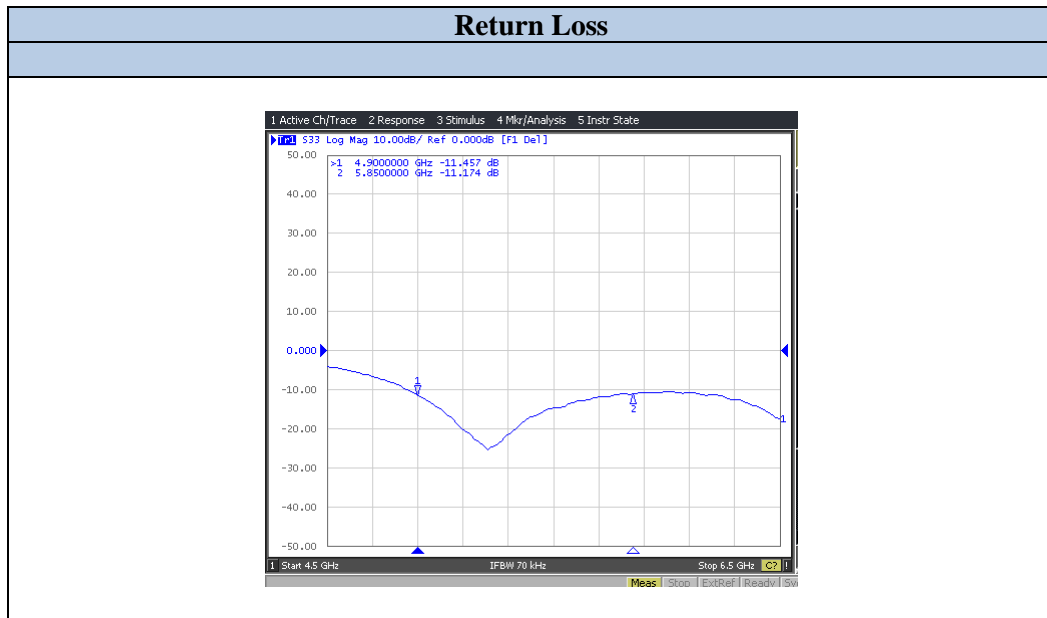 Return Loss
1 Active Ch/Trace 2 Response 3 Stimulus 4 Mkr/Analysis 5 Instr State
Tr1 S33 Log Mag 10.00dB/ Ref 0.000dB [F1 Del]
50.00
>1 4.9000000 GHz -11.457 dB
2 5.8500000 GHz -11.174 dB
40.00
30.00
20.00
10.00
0.000
1
-10.00
2
1
-20.00
-30.00
-40.00
-50.00
1 Start 4.5 GHz IFBW 70 kHz Stop 6.5 GHz C? !
Meas Stop ExtRef Ready